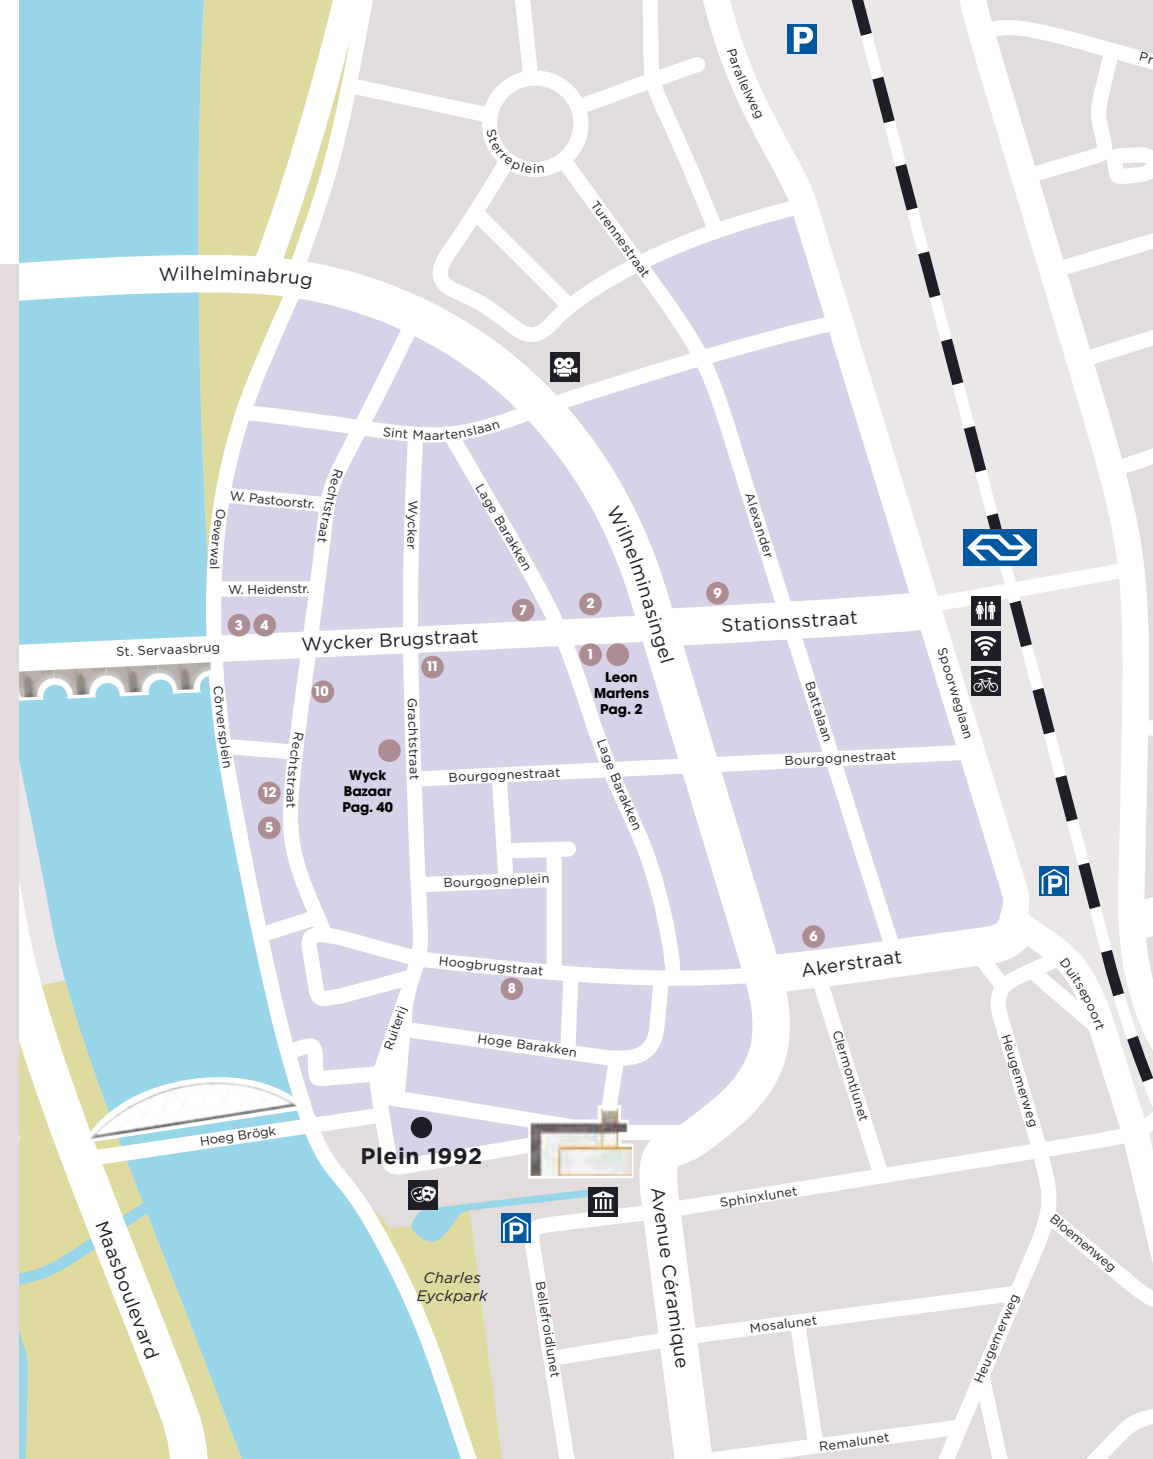 P
Parallelweg
Pr
Sterreplein
Turennestraat
Wilhelminabrug
Sint Maartenslaan
Rechtstraat
W. Pastoorstr.
Wycker
Lage Barakken
Oeverwal
Wilhelminasingel
Alexander
W. Heidenstr.
3
4
7
2
9
Stationsstraat
Wycker Brugstraat
St. Servaasbrug
11
1
Leon
Martens
Pag. 2
10
Cörversplein
Rechtstraat
Grachtstraat
Battalaan
Spoorweglaan
Wyck
Bazaar
Pag. 40
Bourgognestraat
Lage Barakken
Bourgognestraat
12
5
Bourgogneplein
P
6
Akerstraat
Hoogbrugstraat
8
Duitsepoort
Ruiterij
Hoge Barakken
Clermontlunet
Heugemerweg
Hoeg Brögk
Plein 1992
Sphinxlunet
P
Avenue Céramique
Bloemenweg
Maasboulevard
Charles
Eyckpark
Bellefroidlunet
Mosalunet
Heugemerweg
Remalunet